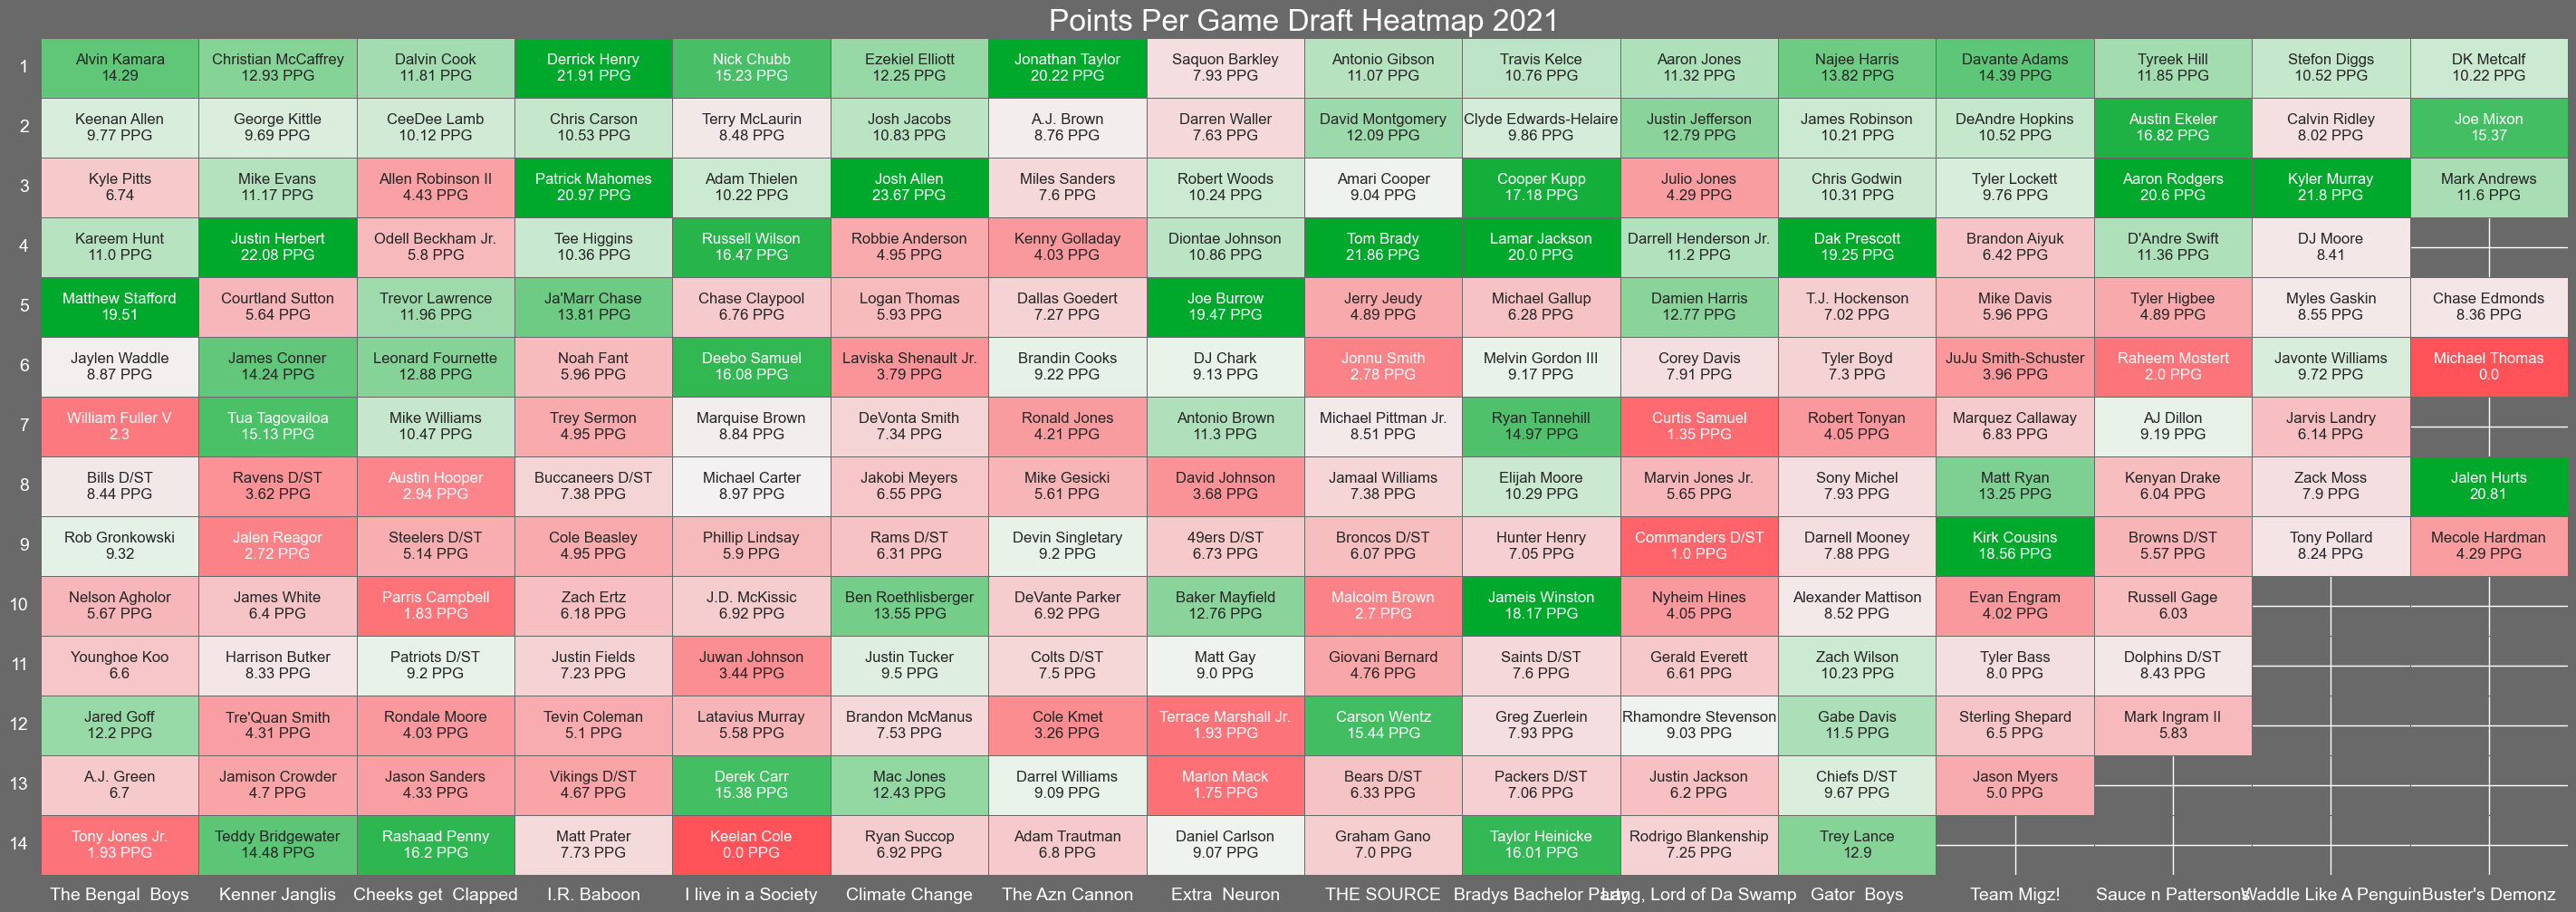 Points Per Game Draft Heatmap 2021
1
Alvin Kamara
14.29
Christian McCaffrey
12.93 PPG
Dalvin Cook
11.81 PPG
Derrick Henry
21.91 PPG
Nick Chubb
15.23 PPG
Ezekiel Elliott
12.25 PPG
Jonathan Taylor
20.22 PPG
Saquon Barkley
7.93 PPG
Antonio Gibson
11.07 PPG
Travis Kelce
10.76 PPG
Aaron Jones
11.32 PPG
Najee Harris
13.82 PPG
Davante Adams
14.39 PPG
Tyreek Hill
11.85 PPG
Stefon Diggs
10.52 PPG
DK Metcalf
10.22 PPG
2
Keenan Allen
9.77 PPG
George Kittle
9.69 PPG
CeeDee Lamb
10.12 PPG
Chris Carson
10.53 PPG
Terry McLaurin
8.48 PPG
Josh Jacobs
10.83 PPG
A.J. Brown
8.76 PPG
Darren Waller
7.63 PPG
David Montgomery
12.09 PPG
Clyde Edwards-Helaire
9.86 PPG
Justin Jefferson
12.79 PPG
James Robinson
10.21 PPG
DeAndre Hopkins
10.52 PPG
Austin Ekeler
16.82 PPG
Calvin Ridley
8.02 PPG
Joe Mixon
15.37
3
Kyle Pitts
6.74
Mike Evans
11.17 PPG
Allen Robinson II
4.43 PPG
Patrick Mahomes
20.97 PPG
Adam Thielen
10.22 PPG
Josh Allen
23.67 PPG
Miles Sanders
7.6 PPG
Robert Woods
10.24 PPG
Amari Cooper
9.04 PPG
Cooper Kupp
17.18 PPG
Julio Jones
4.29 PPG
Chris Godwin
10.31 PPG
Tyler Lockett
9.76 PPG
Aaron Rodgers
20.6 PPG
Kyler Murray
21.8 PPG
Mark Andrews
11.6 PPG
4
Kareem Hunt
11.0 PPG
Justin Herbert
22.08 PPG
Odell Beckham Jr.
5.8 PPG
Tee Higgins
10.36 PPG
Russell Wilson
16.47 PPG
Robbie Anderson
4.95 PPG
Kenny Golladay
4.03 PPG
Diontae Johnson
10.86 PPG
Tom Brady
21.86 PPG
Lamar Jackson
20.0 PPG
Darrell Henderson Jr.
11.2 PPG
Dak Prescott
19.25 PPG
Brandon Aiyuk
6.42 PPG
D'Andre Swift
11.36 PPG
DJ Moore
8.41
5
Matthew Stafford
19.51
Courtland Sutton
5.64 PPG
Trevor Lawrence
11.96 PPG
Ja'Marr Chase
13.81 PPG
Chase Claypool
6.76 PPG
Logan Thomas
5.93 PPG
Dallas Goedert
7.27 PPG
Joe Burrow
19.47 PPG
Jerry Jeudy
4.89 PPG
Michael Gallup
6.28 PPG
Damien Harris
12.77 PPG
T.J. Hockenson
7.02 PPG
Mike Davis
5.96 PPG
Tyler Higbee
4.89 PPG
Myles Gaskin
8.55 PPG
Chase Edmonds
8.36 PPG
6
Jaylen Waddle
8.87 PPG
James Conner
14.24 PPG
Leonard Fournette
12.88 PPG
Noah Fant
5.96 PPG
Deebo Samuel
16.08 PPG
Laviska Shenault Jr.
3.79 PPG
Brandin Cooks
9.22 PPG
DJ Chark
9.13 PPG
Jonnu Smith
2.78 PPG
Melvin Gordon III
9.17 PPG
Corey Davis
7.91 PPG
Tyler Boyd
7.3 PPG
JuJu Smith-Schuster
3.96 PPG
Raheem Mostert
2.0 PPG
Javonte Williams
9.72 PPG
Michael Thomas
0.0
7
William Fuller V
2.3
Tua Tagovailoa
15.13 PPG
Mike Williams
10.47 PPG
Trey Sermon
4.95 PPG
Marquise Brown
8.84 PPG
DeVonta Smith
7.34 PPG
Ronald Jones
4.21 PPG
Antonio Brown
11.3 PPG
Michael Pittman Jr.
8.51 PPG
Ryan Tannehill
14.97 PPG
Curtis Samuel
1.35 PPG
Robert Tonyan
4.05 PPG
Marquez Callaway
6.83 PPG
AJ Dillon
9.19 PPG
Jarvis Landry
6.14 PPG
8
Bills D/ST
8.44 PPG
Ravens D/ST
3.62 PPG
Austin Hooper
2.94 PPG
Buccaneers D/ST
7.38 PPG
Michael Carter
8.97 PPG
Jakobi Meyers
6.55 PPG
Mike Gesicki
5.61 PPG
David Johnson
3.68 PPG
Jamaal Williams
7.38 PPG
Elijah Moore
10.29 PPG
Marvin Jones Jr.
5.65 PPG
Sony Michel
7.93 PPG
Matt Ryan
13.25 PPG
Kenyan Drake
6.04 PPG
Zack Moss
7.9 PPG
Jalen Hurts
20.81
9
Rob Gronkowski
9.32
Jalen Reagor
2.72 PPG
Steelers D/ST
5.14 PPG
Cole Beasley
4.95 PPG
Phillip Lindsay
5.9 PPG
Rams D/ST
6.31 PPG
Devin Singletary
9.2 PPG
49ers D/ST
6.73 PPG
Broncos D/ST
6.07 PPG
Hunter Henry
7.05 PPG
Commanders D/ST
1.0 PPG
Darnell Mooney
7.88 PPG
Kirk Cousins
18.56 PPG
Browns D/ST
5.57 PPG
Tony Pollard
8.24 PPG
Mecole Hardman
4.29 PPG
10
Nelson Agholor
5.67 PPG
James White
6.4 PPG
Parris Campbell
1.83 PPG
Zach Ertz
6.18 PPG
J.D. McKissic
6.92 PPG
Ben Roethlisberger
13.55 PPG
DeVante Parker
6.92 PPG
Baker Mayfield
12.76 PPG
Malcolm Brown
2.7 PPG
Jameis Winston
18.17 PPG
Nyheim Hines
4.05 PPG
Alexander Mattison
8.52 PPG
Evan Engram
4.02 PPG
Russell Gage
6.03
11
Younghoe Koo
6.6
Harrison Butker
8.33 PPG
Patriots D/ST
9.2 PPG
Justin Fields
7.23 PPG
Juwan Johnson
3.44 PPG
Justin Tucker
9.5 PPG
Colts D/ST
7.5 PPG
Matt Gay
9.0 PPG
Giovani Bernard
4.76 PPG
Saints D/ST
7.6 PPG
Gerald Everett
6.61 PPG
Zach Wilson
10.23 PPG
Tyler Bass
8.0 PPG
Dolphins D/ST
8.43 PPG
12
Jared Goff
12.2 PPG
Tre'Quan Smith
4.31 PPG
Rondale Moore
4.03 PPG
Tevin Coleman
5.1 PPG
Latavius Murray
5.58 PPG
Brandon McManus
7.53 PPG
Cole Kmet
3.26 PPG
Terrace Marshall Jr.
1.93 PPG
Carson Wentz
15.44 PPG
Greg Zuerlein
7.93 PPG
Rhamondre Stevenson
9.03 PPG
Gabe Davis
11.5 PPG
Sterling Shepard
6.5 PPG
Mark Ingram II
5.83
13
A.J. Green
6.7
Jamison Crowder
4.7 PPG
Jason Sanders
4.33 PPG
Vikings D/ST
4.67 PPG
Derek Carr
15.38 PPG
Mac Jones
12.43 PPG
Darrel Williams
9.09 PPG
Marlon Mack
1.75 PPG
Bears D/ST
6.33 PPG
Packers D/ST
7.06 PPG
Justin Jackson
6.2 PPG
Chiefs D/ST
9.67 PPG
Jason Myers
5.0 PPG
14
Tony Jones Jr.
1.93 PPG
Teddy Bridgewater
14.48 PPG
Rashaad Penny
16.2 PPG
Matt Prater
7.73 PPG
Keelan Cole
0.0 PPG
Ryan Succop
6.92 PPG
Adam Trautman
6.8 PPG
Daniel Carlson
9.07 PPG
Graham Gano
7.0 PPG
Taylor Heinicke
16.01 PPG
Rodrigo Blankenship
7.25 PPG
Trey Lance
12.9
The Bengal  Boys
Kenner Janglis
Cheeks get  Clapped
I.R. Baboon
I live in a Society
Climate Change
The Azn Cannon
Extra  Neuron
THE SOURCE
Bradys Bachelor Party
Lord of Da Swamp
Gator  Boys
Team Migz!
Sauce n Pattersons
Waddle Like A Penguin
Buster's Demonz